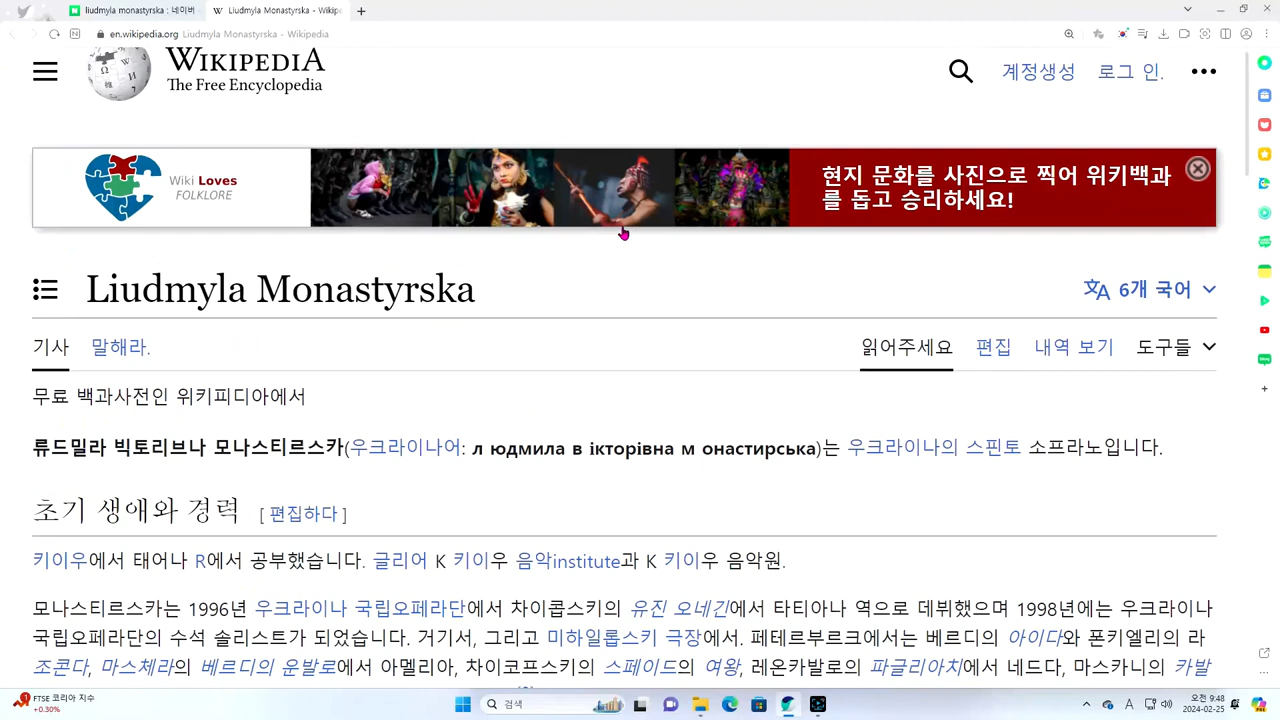 liudmyla monastyrska : 네이버
Liudmyla Monastyrska - Wikipe
en.wikipedia.org Liudmyla Monastyrska - Wikipedia
WIKIPEDIA
The Free Encyclopedia
계정생성 로그 인.
Wiki Loves
FOLKLORE
현지 문화를 사진으로 찍어 위키백과
를 돕고 승리하세요!
Liudmyla Monastyrska
6개 국어
기사 말해라. 읽어주세요 편집 내역 보기 도구들
무료 백과사전인 위키피디아에서
류드밀라 빅토리브나 모나스티르스카(우크라이나어: л юдмила в ікторівна м онастирська)는 우크라이나의 스핀토 소프라노입니다.
초기 생애와 경력 [ 편집하다 ]
키이우에서 태어나 R에서 공부했습니다. 글리어 K 키이우 음악institute과 K 키이우 음악원.
모나스티르스카는 1996년 우크라이나 국립오페라단에서 차이콥스키의 유진 오네긴에서 타티아나 역으로 데뷔했으며 1998년에는 우크라이나
국립오페라단의 수석 솔리스트가 되었습니다. 거기서, 그리고 미하일롭스키 극장에서. 페테르부르크에서는 베르디의 아이다와 폰키엘리의 라
조콘다, 마스체라의 베르디의 운발로에서 아멜리아, 차이코프스키의 스페이드의 여왕, 레온카발로의 파글리아치에서 네드다, 마스카니의 카발
FTSE 코리아 지수
+0.30%
검색
A
오전 9:48
2024-02-25